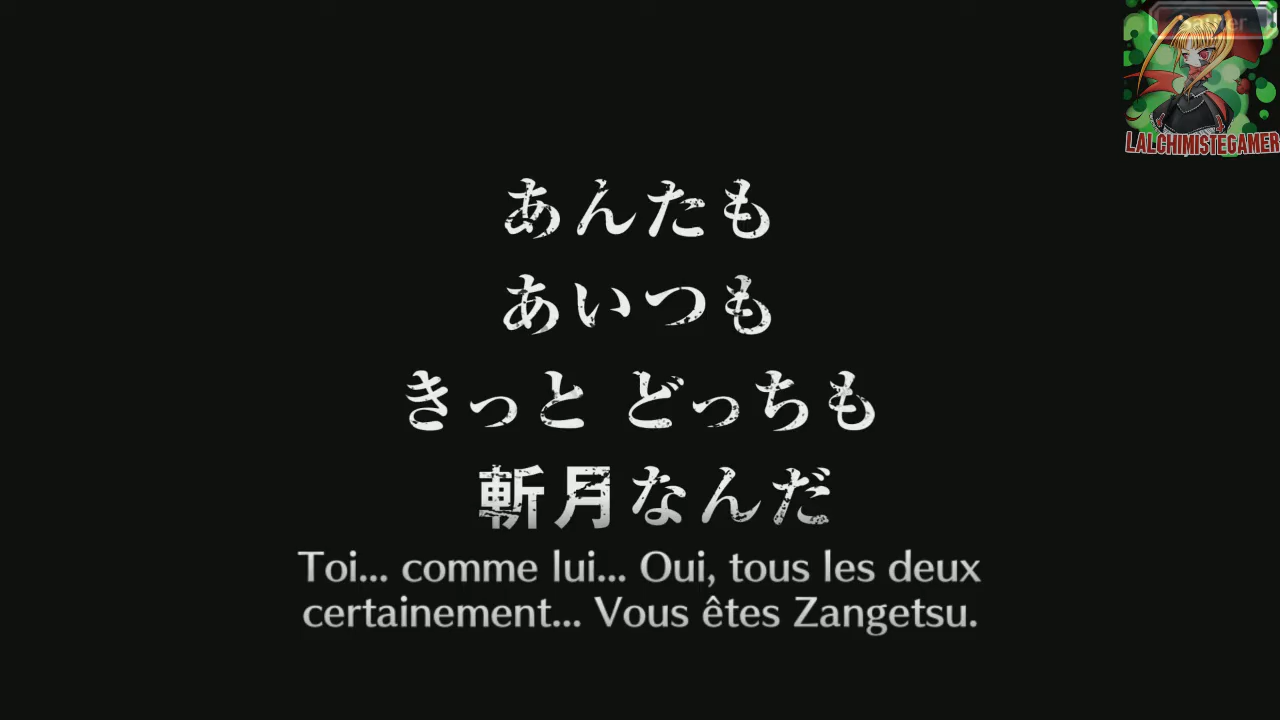 Sauter
LALCHIMISTEGAMER
あんたも
あいつも
きっと どっちも
斬月なんだ
Toi... comme lui... Oui, tous les deux
certainement... Vous êtes Zangetsu.